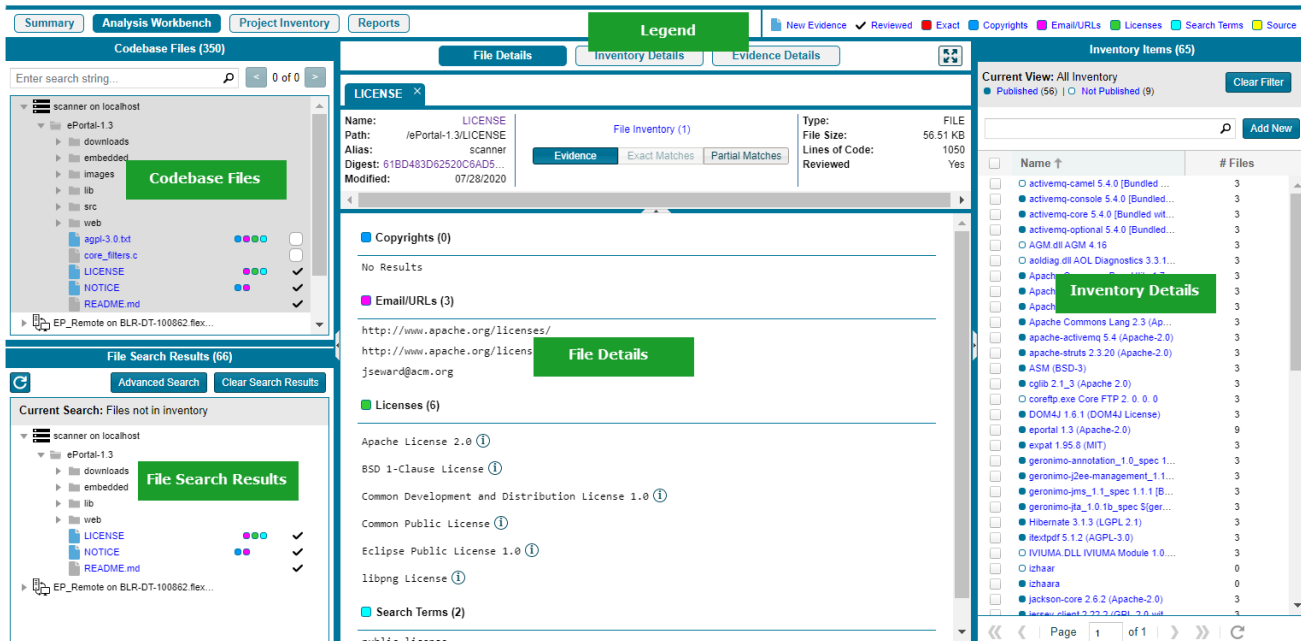 Summary
Analysis Workbench
Project Inventory
Reports
Legend
New Evidence
Reviewed
Exact
Copyrights
Email/URLs
Licenses
Search Terms
Source
Codebase Files (350)
Enter search string...
<
0 of 0
>
scanner on localhost
ePortal-1.3
downloads
embedded
images
lib
src
web
agpl-3.0.txt
core_filters.c
LICENSE
NOTICE
README.md
EP_Remote on BLR-DT-100862.flex...
Codebase Files
File Search Results (66)
Advanced Search
Clear Search Results
Current Search: Files not in inventory
scanner on localhost
ePortal-1.3
downloads
embedded
lib
web
LICENSE
NOTICE
README.md
EP_Remote on BLR-DT-100862.flex...
File Search Results
File Details
Inventory Details
Evidence Details
LICENSE ×
Name: LICENSE
Path: /ePortal-1.3/LICENSE
Alias: scanner
Digest: 61BD483D62520C6AD5...
Modified: 07/28/2020
File Inventory (1)
Evidence
Exact Matches
Partial Matches
Type: FILE
File Size: 56.51 KB
Lines of Code: 1050
Reviewed Yes
Copyrights (0)
No Results
Email/URLs (3)
http://www.apache.org/licenses/
http://www.apache.org/licens
jseward@acm.org
File Details
Licenses (6)
Apache License 2.0
BSD 1-Clause License
Common Development and Distribution License 1.0
Common Public License
Eclipse Public License 1.0
libpng License
Search Terms (2)
public license
Inventory Items (65)
Current View: All Inventory
Published (56) | Not Published (9)
Clear Filter
Add New
Name ↑ # Files
activemq-camel 5.4.0 [Bundled ... 3
activemq-console 5.4.0 [Bundled... 3
activemq-core 5.4.0 [Bundled wit... 3
activemq-optional 5.4.0 [Bundled... 3
AGM.dll AGM 4.16 3
aoldiag.dll AOL Diagnostics 3.3.1... 3
Apache 3
Apach 3
Apach 3
Inventory Details
Apache Commons Lang 2.3 (Ap... 3
apache-activemq 5.4 (Apache-2.0) 3
apache-struts 2.3.20 (Apache-2.0) 3
ASM (BSD-3) 3
cglib 2.1_3 (Apache 2.0) 3
coreftp.exe Core FTP 2. 0. 0. 0 3
DOM4J 1.6.1 (DOM4J License) 3
eportal 1.3 (Apache-2.0) 9
expat 1.95.8 (MIT) 3
geronimo-annotation_1.0_spec 1... 3
geronimo-j2ee-management_1.1... 3
geronimo-jms_1.1_spec 1.1.1 [B... 3
geronimo-jta_1.0.1b_spec ${ger... 3
Hibernate 3.1.3 (LGPL 2.1) 3
itextpdf 5.1.2 (AGPL-3.0) 3
IVIUMA.DLL IVIUMA Module 1.0.... 3
izhaar 0
izhaara 0
jackson-core 2.6.2 (Apache-2.0) 3
jersey-client 2.22.2 (GPL-2.0 wit... 3
Page 1 of 1